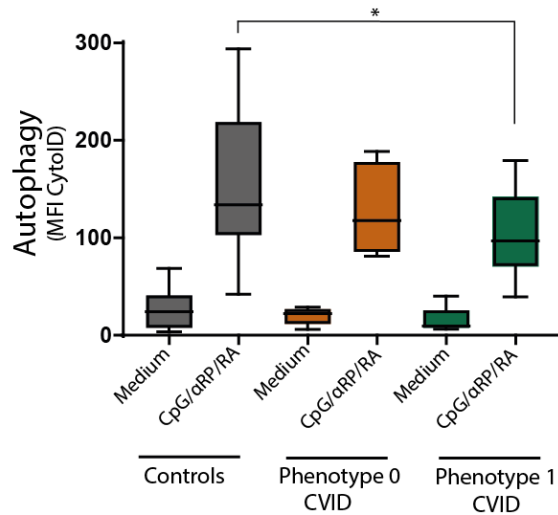 *
300
200
100
0
Autophagy
(MFI CytoID)
Medium
CpG/αRP/RA
Medium
CpG/αRP/RA
Medium
CpG/αRP/RA
Controls
Phenotype 0
CVID
Phenotype 1
CVID